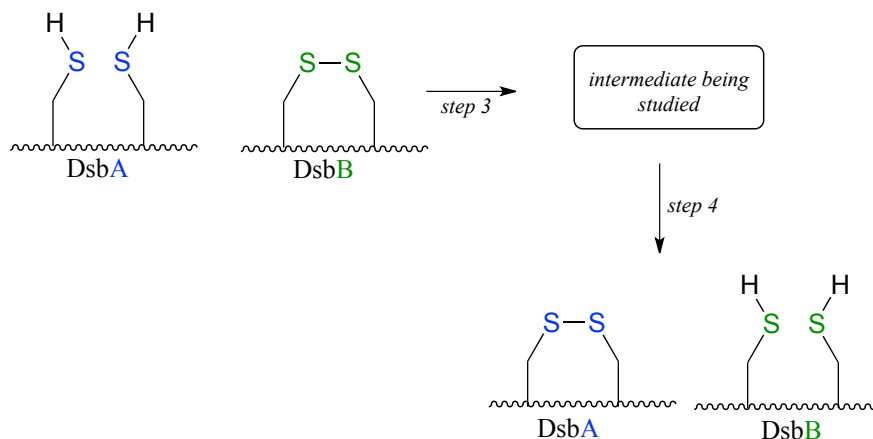 H H
S S
DsbA
S S
DsbB
step 3
intermediate being
studied
step 4
S S
DsbA
H H
S S
DsbB